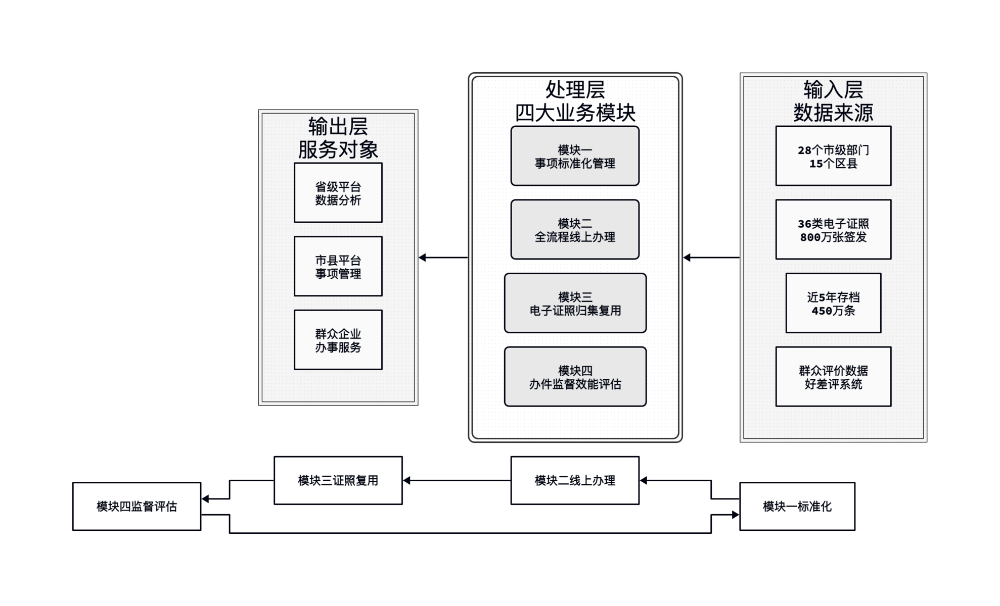 输出层
服务对象
省级平台
数据分析
市县平台
事项管理
群众企业
办事服务
处理层
四大业务模块
模块一
事项标准化管理
模块二
全流程线上办理
模块三
电子证照归集复用
模块四
办件监督效能评估
输入层
数据来源
28个市级部门
15个区县
36类电子证照
800万张签发
近5年存档
450万条
群众评价数据
好差评系统
模块四监督评估
模块三证照复用
模块二线上办理
模块一标准化